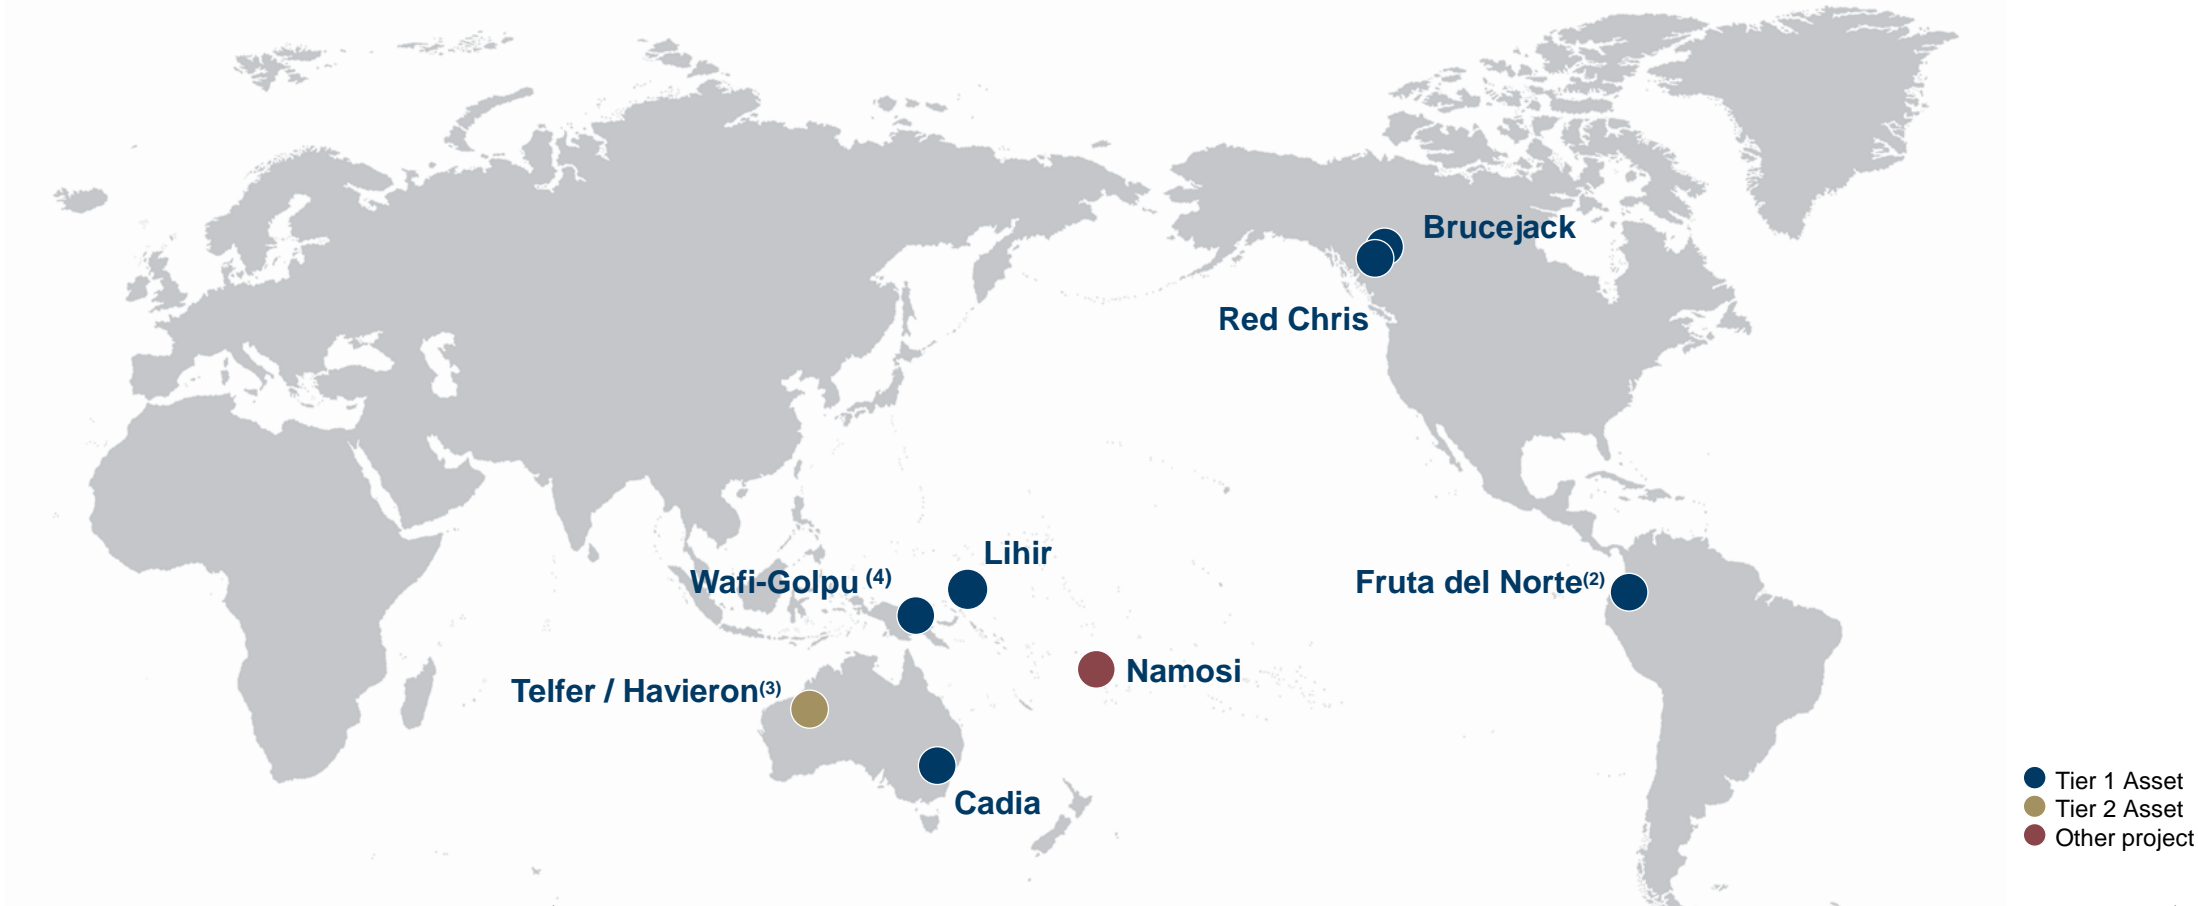 Brucejack
Red Chris
Lihir
Wafi-Golpu (4)
Fruta del Norte(2)
Namosi
Telfer / Havieron(3)
Cadia
Tier 1 Asset
Tier 2 Asset
Other project